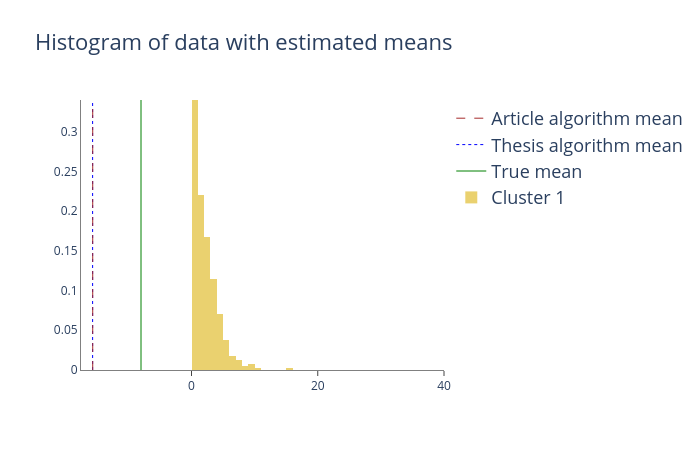 Histogram of data with estimated means
Article algorithm mean
Thesis algorithm mean
True mean
Cluster 1
0.3
0.25
0.2
0.15
0.1
0.05
0
0
20
40